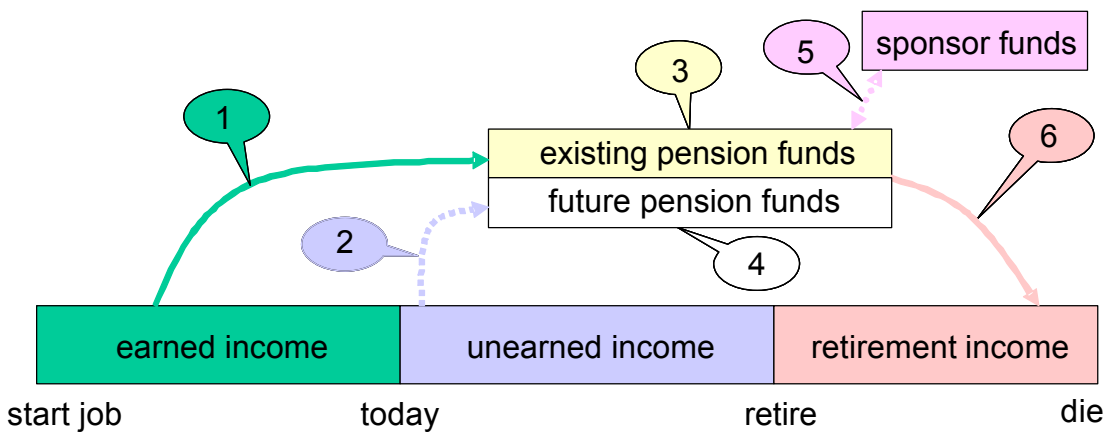 5
sponsor funds
3
1
6
existing pension funds
future pension funds
2
4
earned income
unearned income
retirement income
start job
today
retire
die